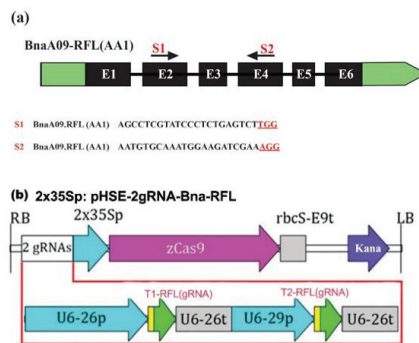 (a)
BnaA09-RFL(AA1)
S1 S2
E1 E2 E3 E4 E5 E6
S1 BnaA09.RFL (AA1) AGCCTCGTATCCCTCTGAGTCTTGG
S2 BnaA09.RFL (AA1) AATGTGCAAATGGAAGATCGAAAGG
(b) 2x35Sp: pHSE-2gRNA-Bna-RFL
RB 2x35Sp rbcS-E9t LB
2 gRNAs zCas9 Kana
T1-RFL(gRNA) T2-RFL(gRNA)
U6-26p U6-26t U6-29p U6-26t